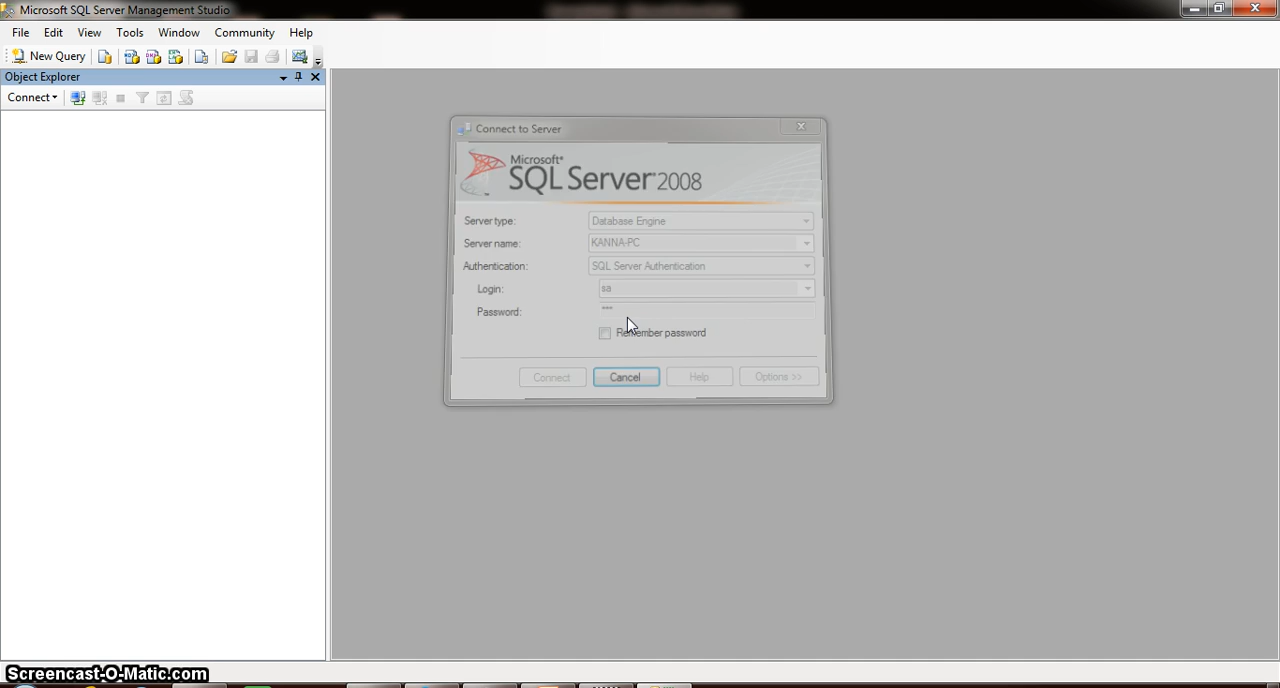 Microsoft SQL Server Management Studio
File Edit View Tools Window Community Help
New Query
Object Explorer
Connect
Connect to Server
Microsoft®
SQL Server 2008
Server type: Database Engine
Server name: KANNA-PC
Authentication: SQL Server Authentication
Login: sa
Password: ***
Remember password
Connect Cancel Help Options >>
Screencast-O-Matic.com